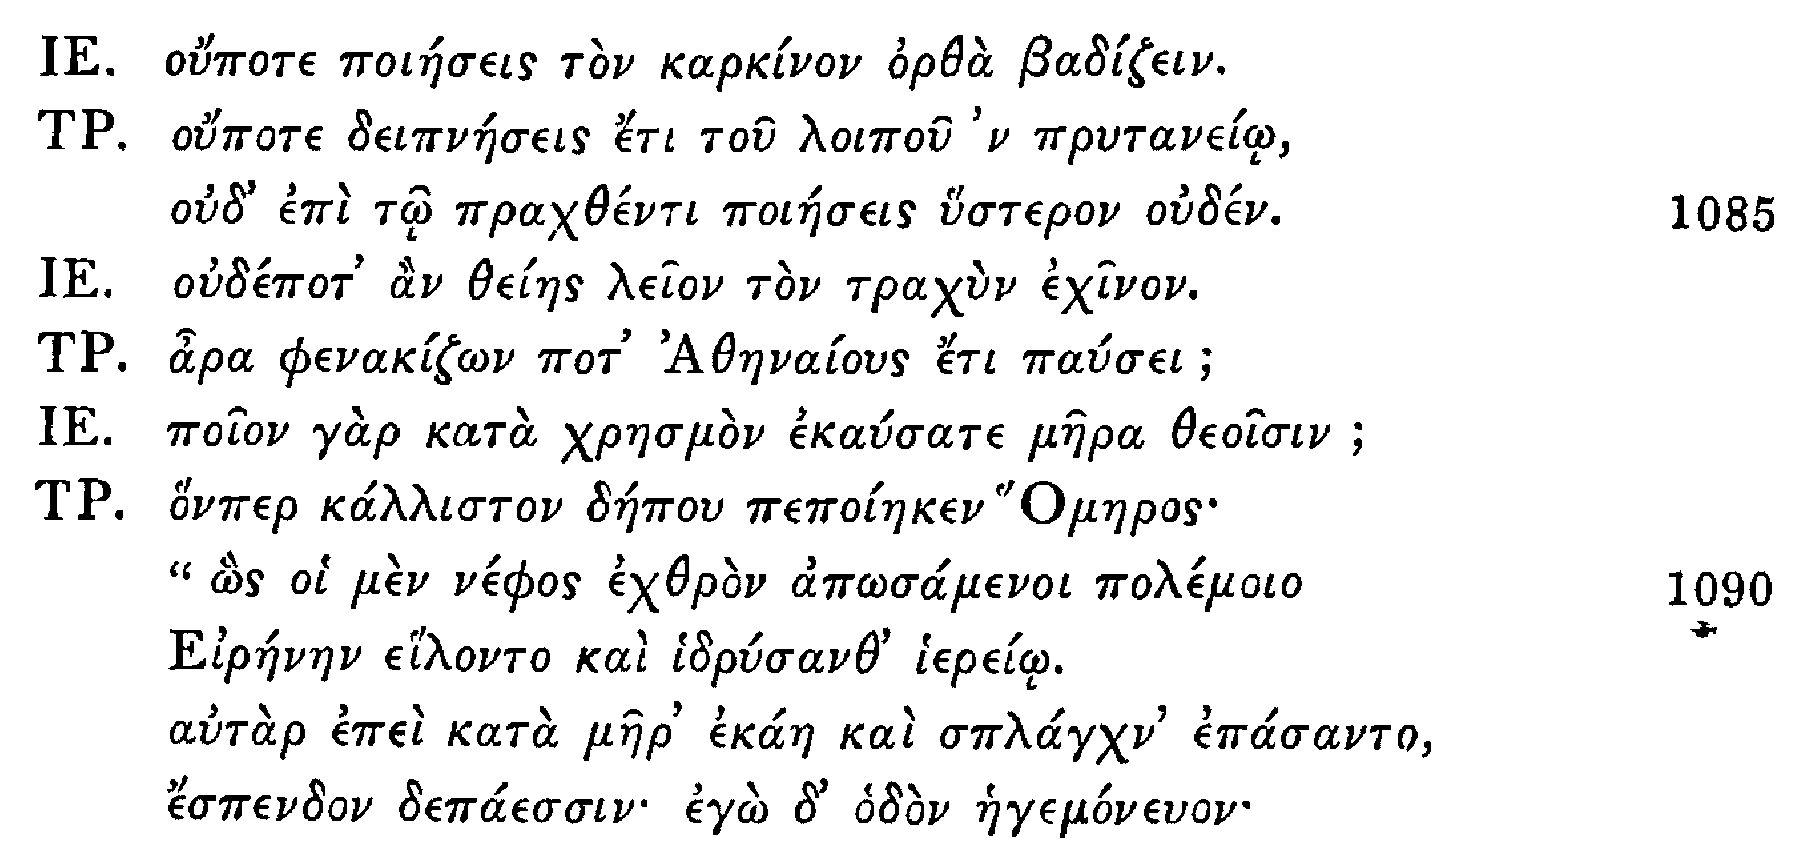 ΙΕ. οὔποτε ποιήσεις τὸν καρκίνον ὀρθὰ βαδίζειν.
ΤΡ. οὔποτε δειπνήσεις ἔτι τοῦ λοιποῦ ’ν πρυτανείῳ,
οὐδ’ ἐπὶ τῷ πραχθέντι ποιήσεις ὕστερον οὐδέν. 1085
ΙΕ. οὐδέποτ’ ἂν θείης λεῖον τὸν τραχὺν ἐχῖνον.
ΤΡ. ἆρα φενακίζων ποτ’ Ἀθηναίους ἔτι παύσει ;
ΙΕ. ποῖον γὰρ κατὰ χρησμὸν ἐκαύσατε μῆρα θεοῖσιν ;
ΤΡ. ὅνπερ κάλλιστον δήπου πεποίηκεν Ὅμηρος·
“ ὣς οἱ μὲν νέφος ἐχθρὸν ἀπωσάμενοι πολέμοιο 1090
Εἰρήνην εἵλοντο καὶ ἱδρύσανθ’ ἱερείῳ.
αὐτὰρ ἐπεὶ κατὰ μῆρ’ ἐκάη καὶ σπλάγχν’ ἐπάσαντο,
ἔσπενδον δεπάεσσιν· ἐγὼ δ’ ὁδὸν ἡγεμόνευον·